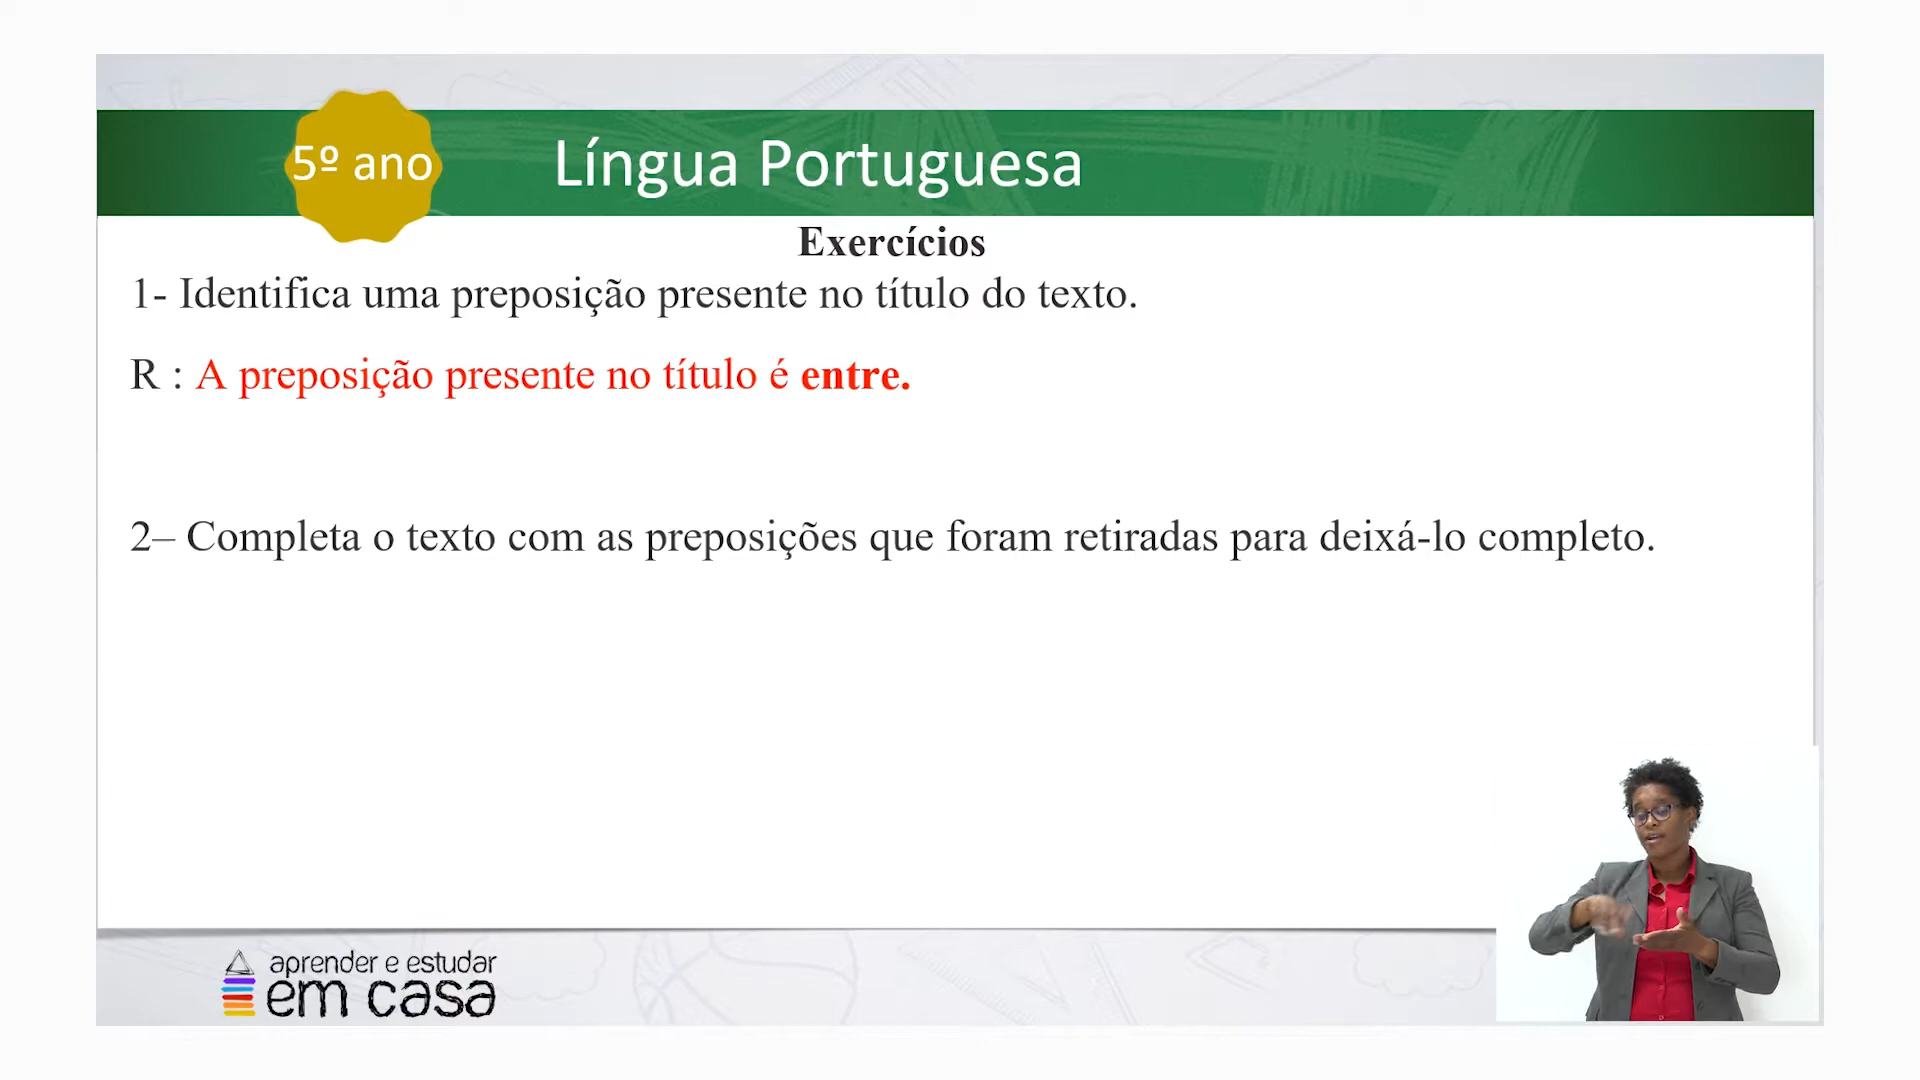 5º ano
Língua Portuguesa
Exercícios
1- Identifica uma preposição presente no título do texto.
R : A preposição presente no título é entre.
2– Completa o texto com as preposições que foram retiradas para deixá-lo completo.
aprender e estudar
em casa